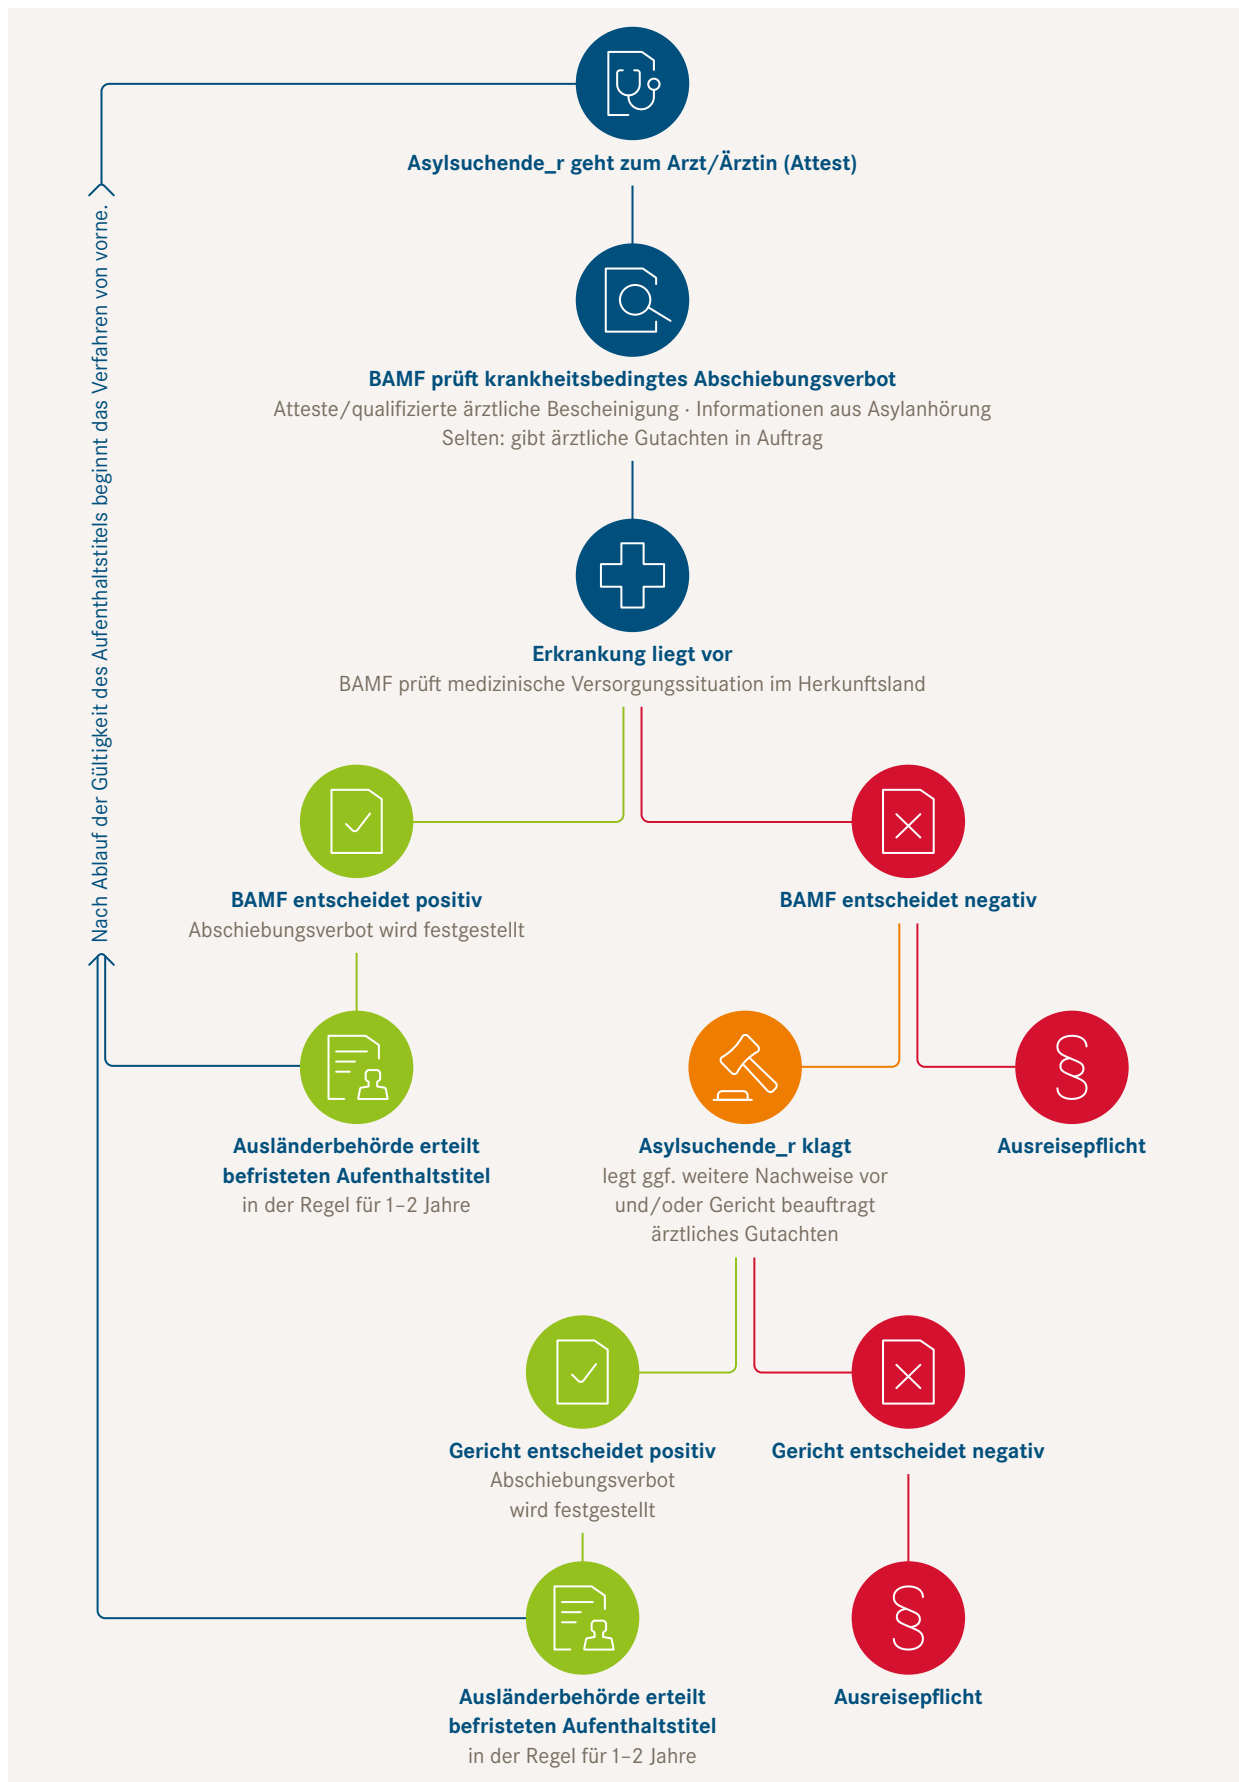 Asylsuchende_r geht zum Arzt/Ärztin (Attest)
Nach Ablauf der Gültigkeit des Aufenthaltstitels beginnt das Verfahren von vorne.
BAMF prüft krankheitsbedingtes Abschiebungsverbot
Atteste/qualifizierte ärztliche Bescheinigung · Informationen aus Asylanhörung
Selten: gibt ärztliche Gutachten in Auftrag
Erkrankung liegt vor
BAMF prüft medizinische Versorgungssituation im Herkunftsland
BAMF entscheidet positiv
Abschiebungsverbot wird festgestellt
BAMF entscheidet negativ
Ausländerbehörde erteilt
befristeten Aufenthaltstitel
in der Regel für 1–2 Jahre
Asylsuchende_r klagt
legt ggf. weitere Nachweise vor
und/oder Gericht beauftragt
ärztliches Gutachten
Ausreisepflicht
Gericht entscheidet positiv
Abschiebungsverbot
wird festgestellt
Gericht entscheidet negativ
Ausländerbehörde erteilt
befristeten Aufenthaltstitel
in der Regel für 1–2 Jahre
Ausreisepflicht